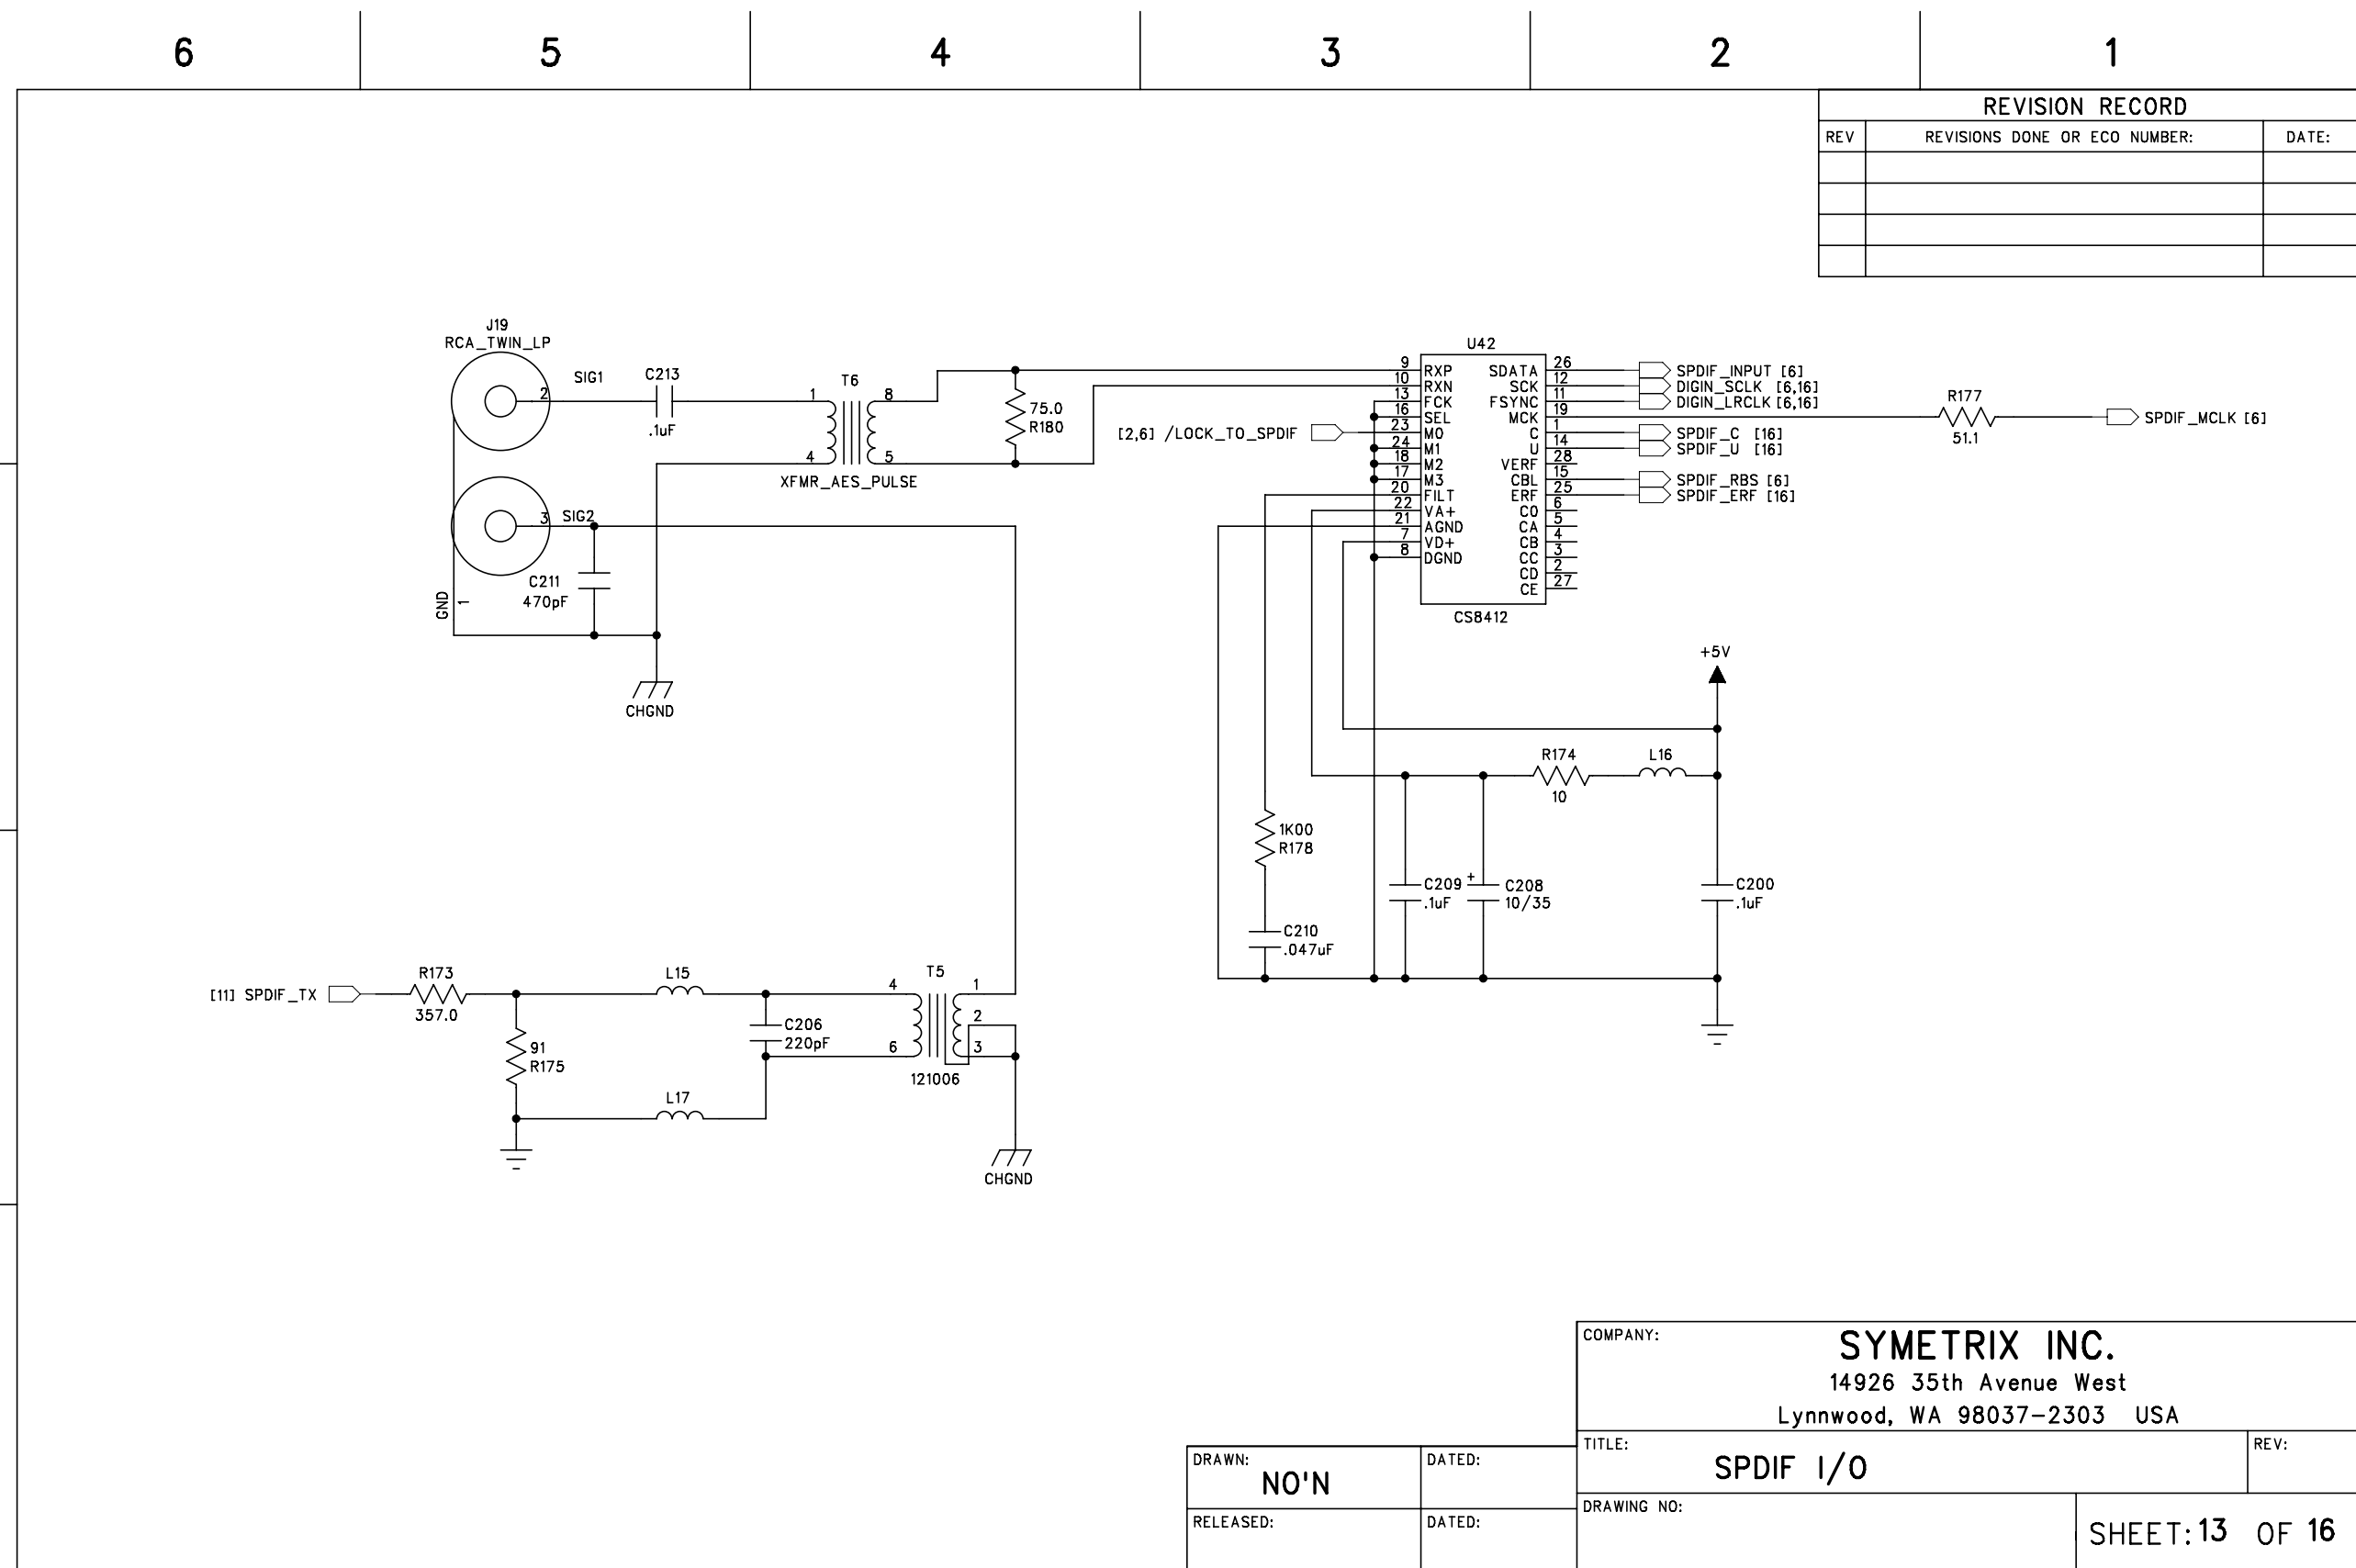 6 5 4 3 2 1
REVISION RECORD
REV REVISIONS DONE OR ECO NUMBER: DATE:
J19
RCA_TWIN_LP
2
SIG1
C213
.1uF
1
T6
8
4
5
XFMR_AES_PULSE
75.0
R180
3
SIG2
C211
470pF
GND
1
CHGND
[2,6] /LOCK_TO_SPDIF
U42
9 RXP SDATA 26 SPDIF_INPUT [6]
10 RXN SCK 12 DIGIN_SCLK [6,16]
13 FCK FSYNC 11 DIGIN_LRCLK [6,16]
16 SEL MCK 19
23 M0 C 1 SPDIF_C [16]
24 M1 U 14 SPDIF_U [16]
18 M2 VERF 28
17 M3 CBL 15 SPDIF_RBS [6]
20 FILT ERF 25 SPDIF_ERF [16]
22 VA+ C0 6
21 AGND CA 5
7 VD+ CB 4
8 DGND CC 3
CD 2
CE 27
CS8412
R177
51.1
SPDIF_MCLK [6]
+5V
R174
10
L16
1K00
R178
C209
.1uF
+
C208
10/35
C200
.1uF
C210
.047uF
[11] SPDIF_TX
R173
357.0
L15
91
R175
L17
C206
220pF
4
T5
1
2
6
3
121006
CHGND
COMPANY:
SYMETRIX INC.
14926 35th Avenue West
Lynnwood, WA 98037-2303 USA
DRAWN:
NO'N
DATED:
TITLE:
SPDIF I/O
REV:
RELEASED:
DATED:
DRAWING NO:
SHEET: 13 OF 16